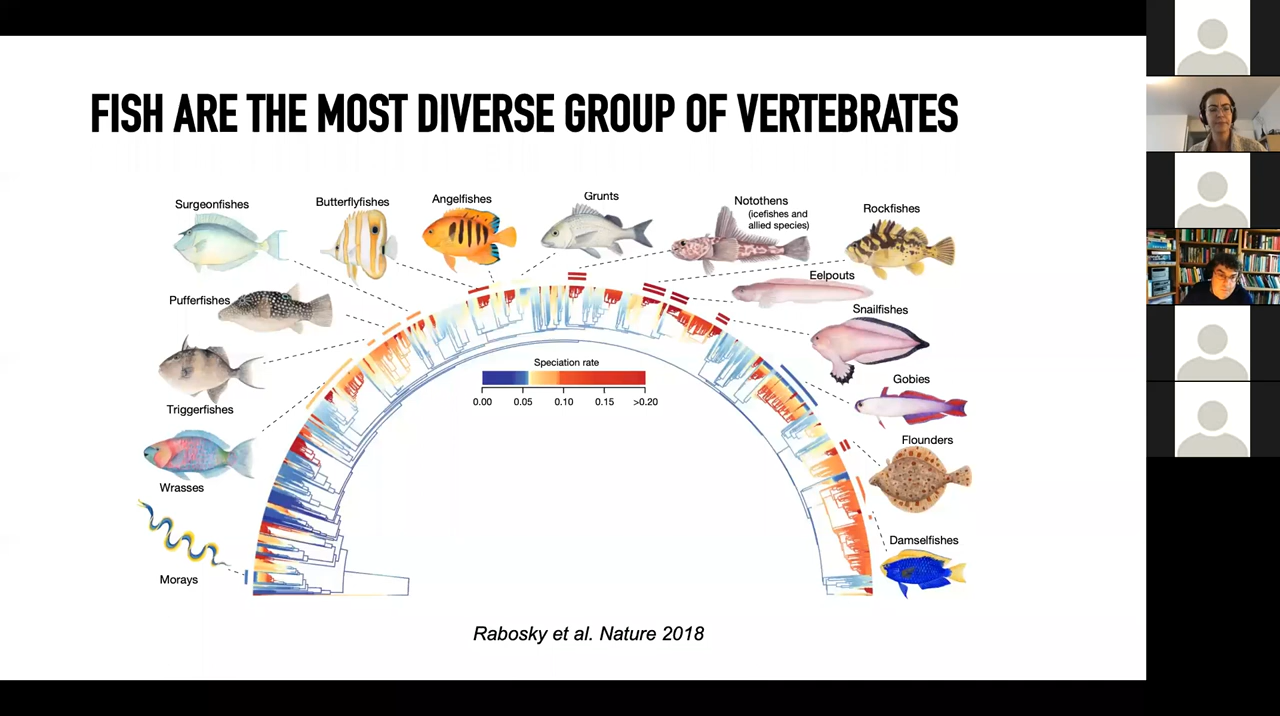 FISH ARE THE MOST DIVERSE GROUP OF VERTEBRATES
Surgeonfishes
Butterflyfishes
Angelfishes
Grunts
Notothens
(icefishes and
allied species)
Rockfishes
Pufferfishes
Eelpouts
Snailfishes
Triggerfishes
Speciation rate
0.00 0.05 0.10 0.15 >0.20
Gobies
Flounders
Wrasses
Damselfishes
Morays
Rabosky et al. Nature 2018